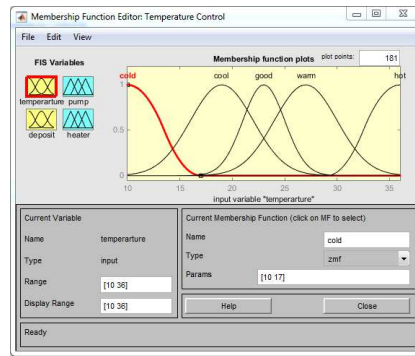 Membership Function Editor: Temperature Control
File Edit View
FIS Variables
temperarture pump
deposit heater
Membership function plots plot points: 181
cold cool good warm hot
1
0.5
0
10 15 20 25 30 35
input variable "temperarture"
Current Variable
Name temperarture
Type input
Range [10 36]
Display Range [10 36]
Current Membership Function (click on MF to select)
Name cold
Type zmf
Params [10 17]
Help Close
Ready